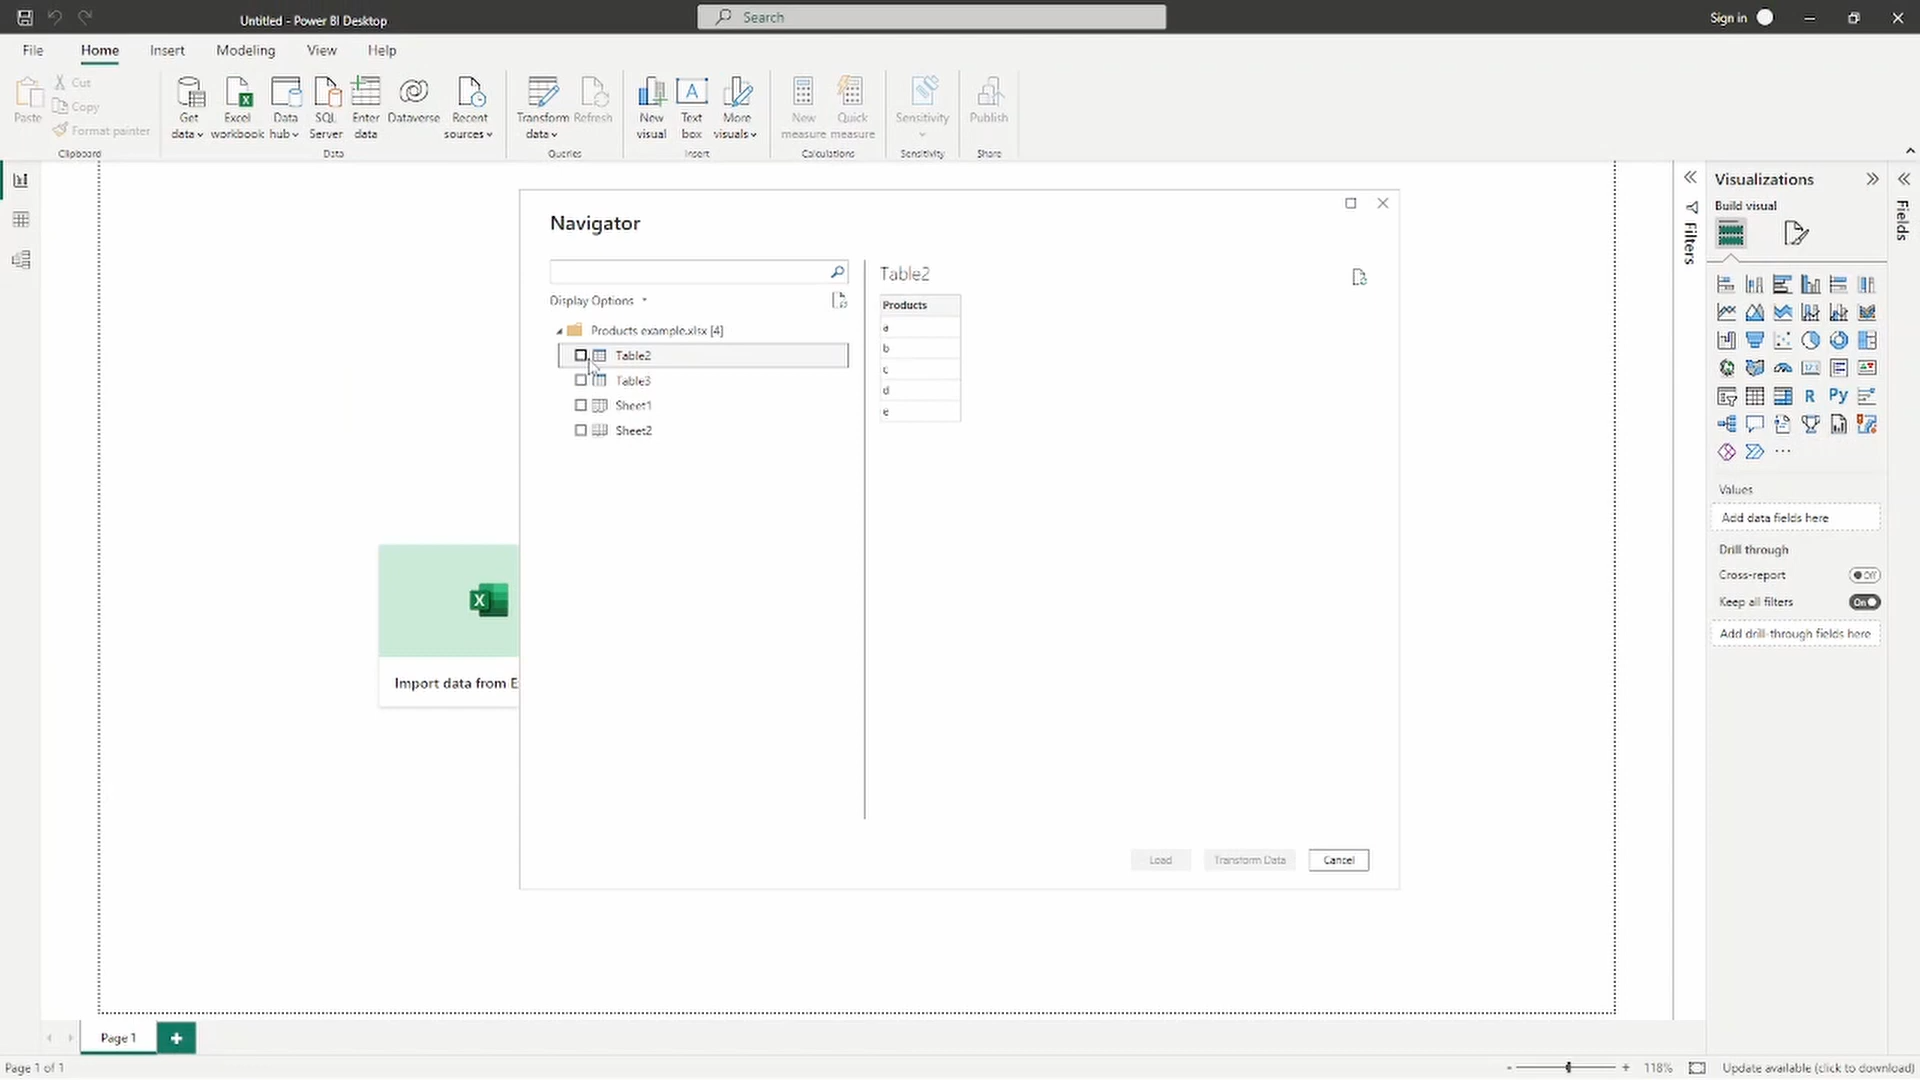 Untitled - Power BI Desktop
Search
Sign in
File
Home
Insert
Modeling
View
Help
Paste
Cut
Copy
Format painter
Clipboard
Get data
Excel workbook
Data hub
SQL Server
Enter data
Dataverse
Recent sources
Data
Transform data
Refresh
Queries
New visual
Text box
More visuals
Insert
New measure
Quick measure
Calculations
Sensitivity
Sensitivity
Publish
Share
Navigator
Display Options
Products example.xlsx [4]
Table2
Table3
Sheet1
Sheet2
Table2
Products
a
b
c
d
e
Load
Transform Data
Cancel
Import data from E
Filters
Visualizations
Build visual
123
R
Py
Values
Add data fields here
Drill through
Cross-report
Off
Keep all filters
On
Add drill-through fields here
Fields
Page 1
Page 1 of 1
118%
Update available (click to download)